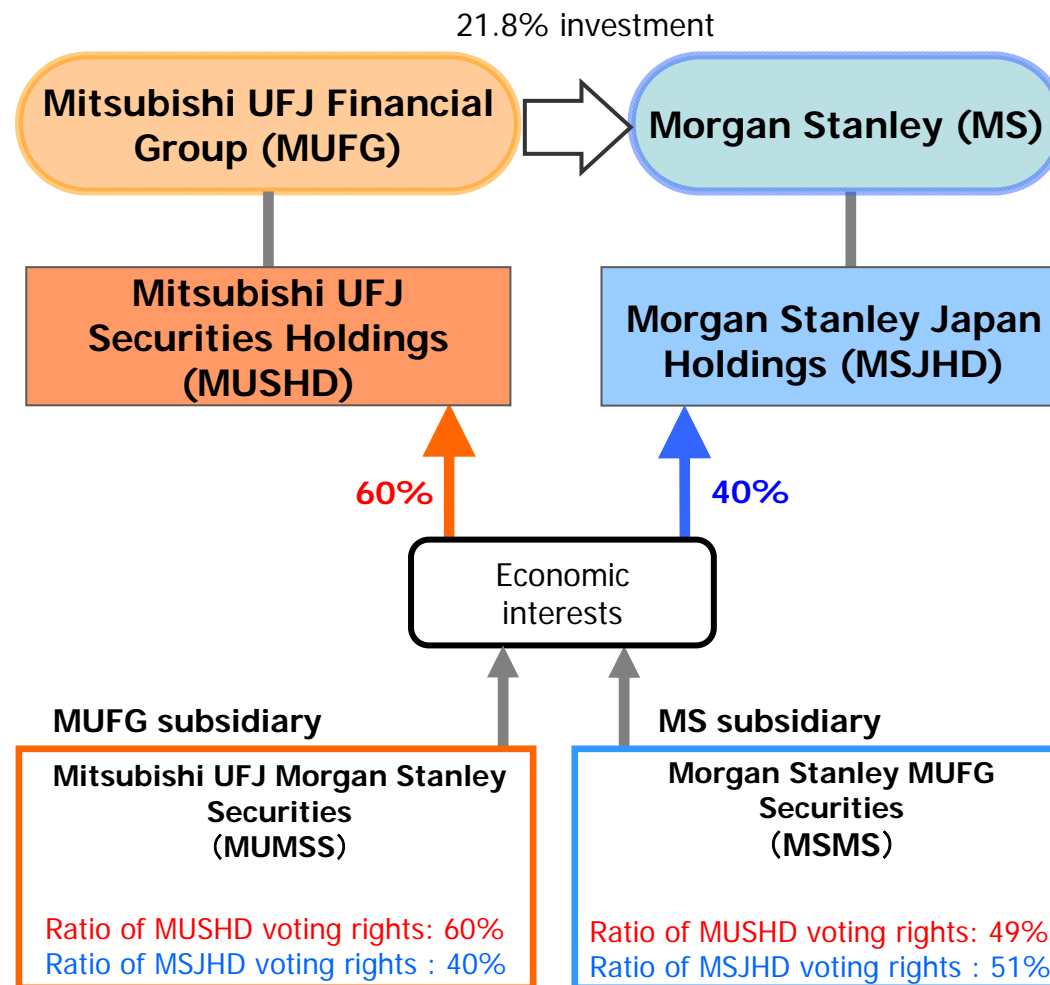 21.8% investment
Mitsubishi UFJ Financial
Group (MUFG)
Morgan Stanley (MS)
Mitsubishi UFJ
Securities Holdings
(MUSHD)
Morgan Stanley Japan
Holdings (MSJHD)
60%
40%
Economic
interests
MUFG subsidiary
MS subsidiary
Mitsubishi UFJ Morgan Stanley
Securities
（MUMSS）
Ratio of MUSHD voting rights: 60%
Ratio of MSJHD voting rights : 40%
Morgan Stanley MUFG
Securities
（MSMS）
Ratio of MUSHD voting rights: 49%
Ratio of MSJHD voting rights : 51%